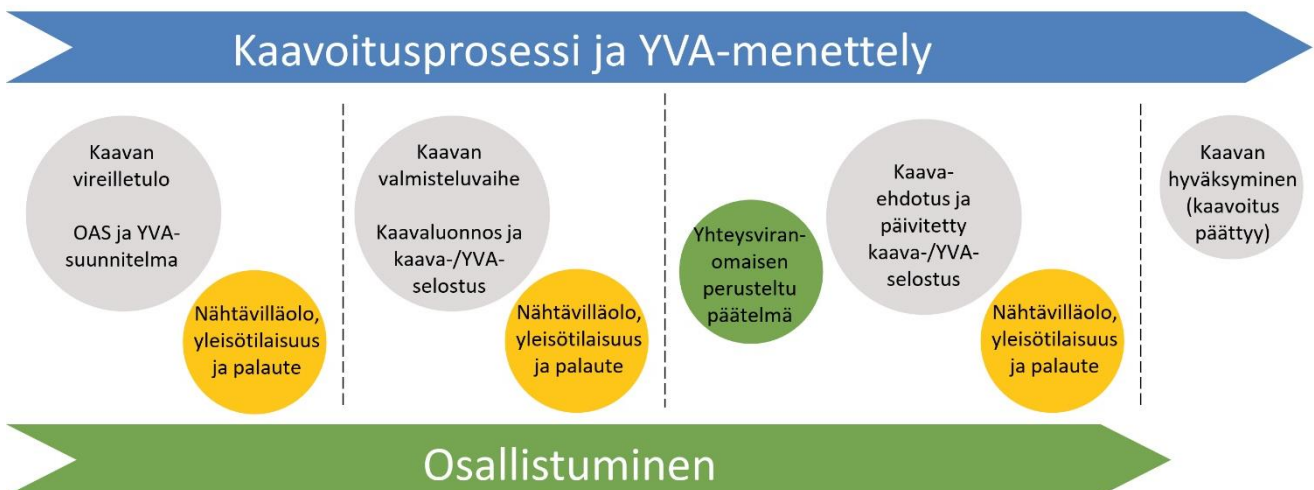 Kaavoitusprosessi ja YVA-menettely
Kaavan
vireilletulo
OAS ja YVA-
suunnitelma
Nähtävilläolo,
yleisötilaisuus
ja palaute
Kaavan
valmisteluvaihe
Kaavaluonnos ja
kaava-/YVA-
selostus
Nähtävilläolo,
yleisötilaisuus
ja palaute
Yhteysviran-
omaisen
perusteltu
päätelmä
Kaava-
ehdotus ja
päivitetty
kaava-/YVA-
selostus
Nähtävilläolo,
yleisötilaisuus
ja palaute
Kaavan
hyväksyminen
(kaavoitus
päättyy)
Osallistuminen